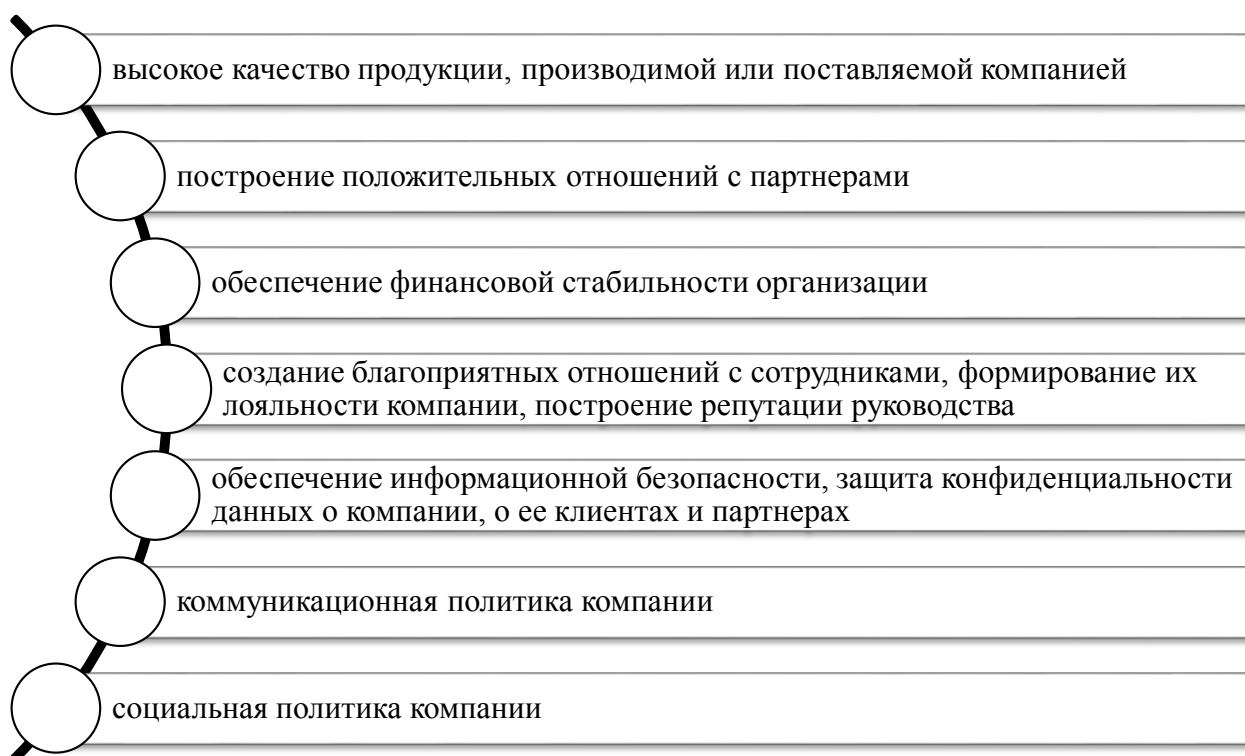 высокое качество продукции, производимой или поставляемой компанией
построение положительных отношений с партнерами
обеспечение финансовой стабильности организации
создание благоприятных отношений с сотрудниками, формирование их
лояльности компании, построение репутации руководства
обеспечение информационной безопасности, защита конфиденциальности
данных о компании, о ее клиентах и партнерах
коммуникационная политика компании
социальная политика компании